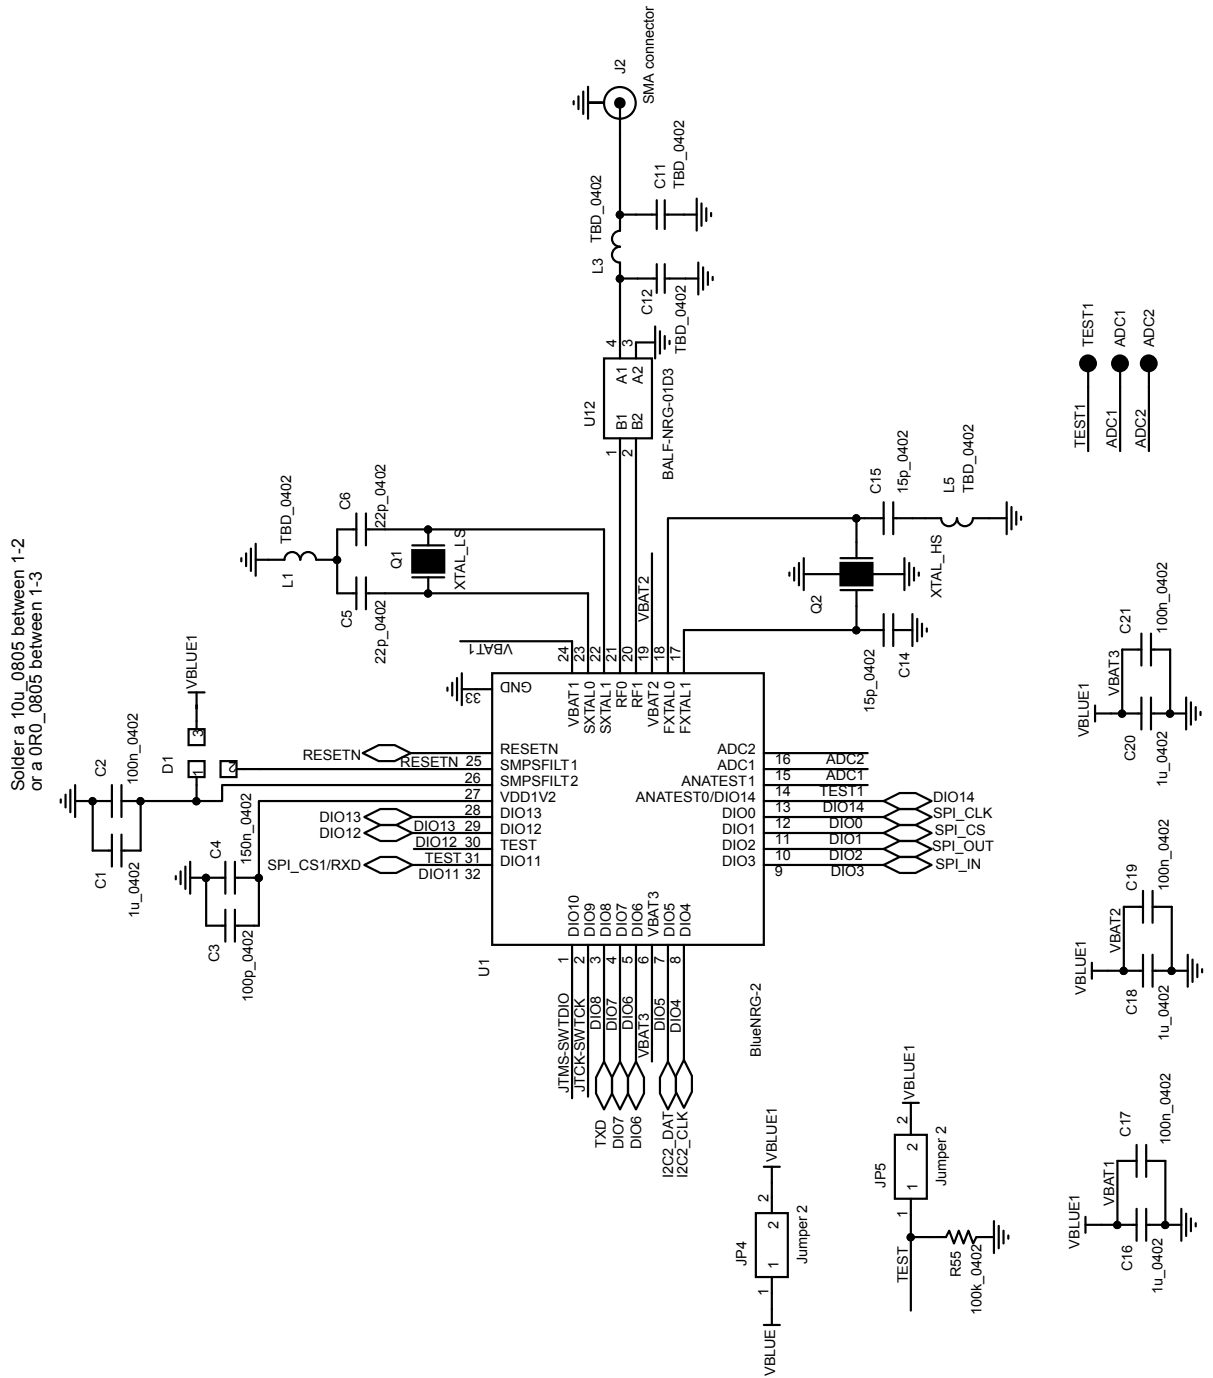 Solder a 10u_0805 between 1-2
or a 0R0_0805 between 1-3
J2
SMA connector
C11
TBD_0402
L3
TBD_0402
C12
TBD_0402
U12
BALF-NRG-01D3
B1
A1
B2
A2
1
2
4
3
TEST1
TEST1
ADC1
ADC1
ADC2
ADC2
L1
TBD_0402
C6
22p_0402
C5
22p_0402
Q1
XTAL_LS
C15
15p_0402
L5
TBD_0402
Q2
XTAL_HS
C14
15p_0402
VBLUE1
D1
1
2
3
C2
100n_0402
C1
1u_0402
C4
150n_0402
C3
100p_0402
VBAT1
VBAT2
33
GND
24
VBAT1
23
SXTAL0
22
SXTAL1
21
RF0
20
RF1
19
VBAT2
18
FXTAL0
17
FXTAL1
RESETN
RESETN 25
26
27
28
DIO13 29
DIO12 30
TEST 31
DIO11 32
DIO13
DIO12
SPI_CS1/RXD
RESETN
SMPSFILT1
SMPSFILT2
VDD1V2
DIO13
DIO12
TEST
DIO11
ADC2
ADC1
ANATEST1
ANATEST0/DIO14
DIO0
DIO1
DIO2
DIO3
16
ADC2
15
ADC1
14
TEST1
13
DIO14
12
DIO0
11
DIO1
10
DIO2
9
DIO3
DIO14
SPI_CLK
SPI_CS
SPI_OUT
SPI_IN
DIO10
DIO9
DIO8
DIO7
DIO6
VBAT3
DIO5
DIO4
1
2
3
4
5
6
7
8
JTMS-SWTDIO
JTCK-SWTCK
DIO8
DIO7
DIO6
VBAT3
DIO5
DIO4
TXD
DIO7
DIO6
I2C2_DAT
I2C2_CLK
U1
BlueNRG-2
JP4
VBLUE
1
1
2
2
VBLUE1
Jumper 2
JP5
TEST
1
1
2
2
VBLUE1
Jumper 2
R55
100k_0402
VBLUE1
VBAT3
C20
1u_0402
C21
100n_0402
VBLUE1
VBAT2
C18
1u_0402
C19
100n_0402
VBLUE1
VBAT1
C16
1u_0402
C17
100n_0402